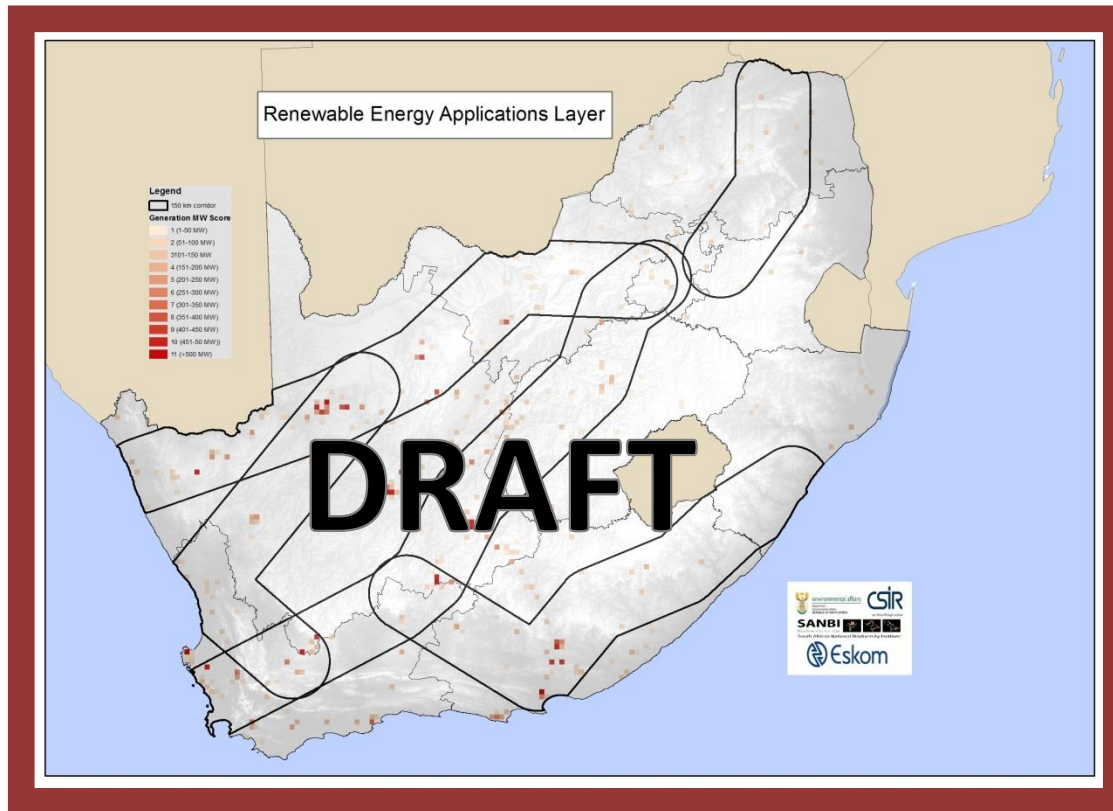 Renewable Energy Applications Layer
Legend
150 km corridor
Generation MW Score
1 (1-50 MW)
2 (51-100 MW)
3101-150 MW
4 (151-200 MW)
5 (201-250 MW)
6 (251-300 MW)
7 (301-350 MW)
8 (351-400 MW)
9 (401-450 MW)
10 (451-50 MW))
11 (>500 MW)
DRAFT
environmental affairs
CSIR
SANBI
South African National Biodiversity Institute
Eskom